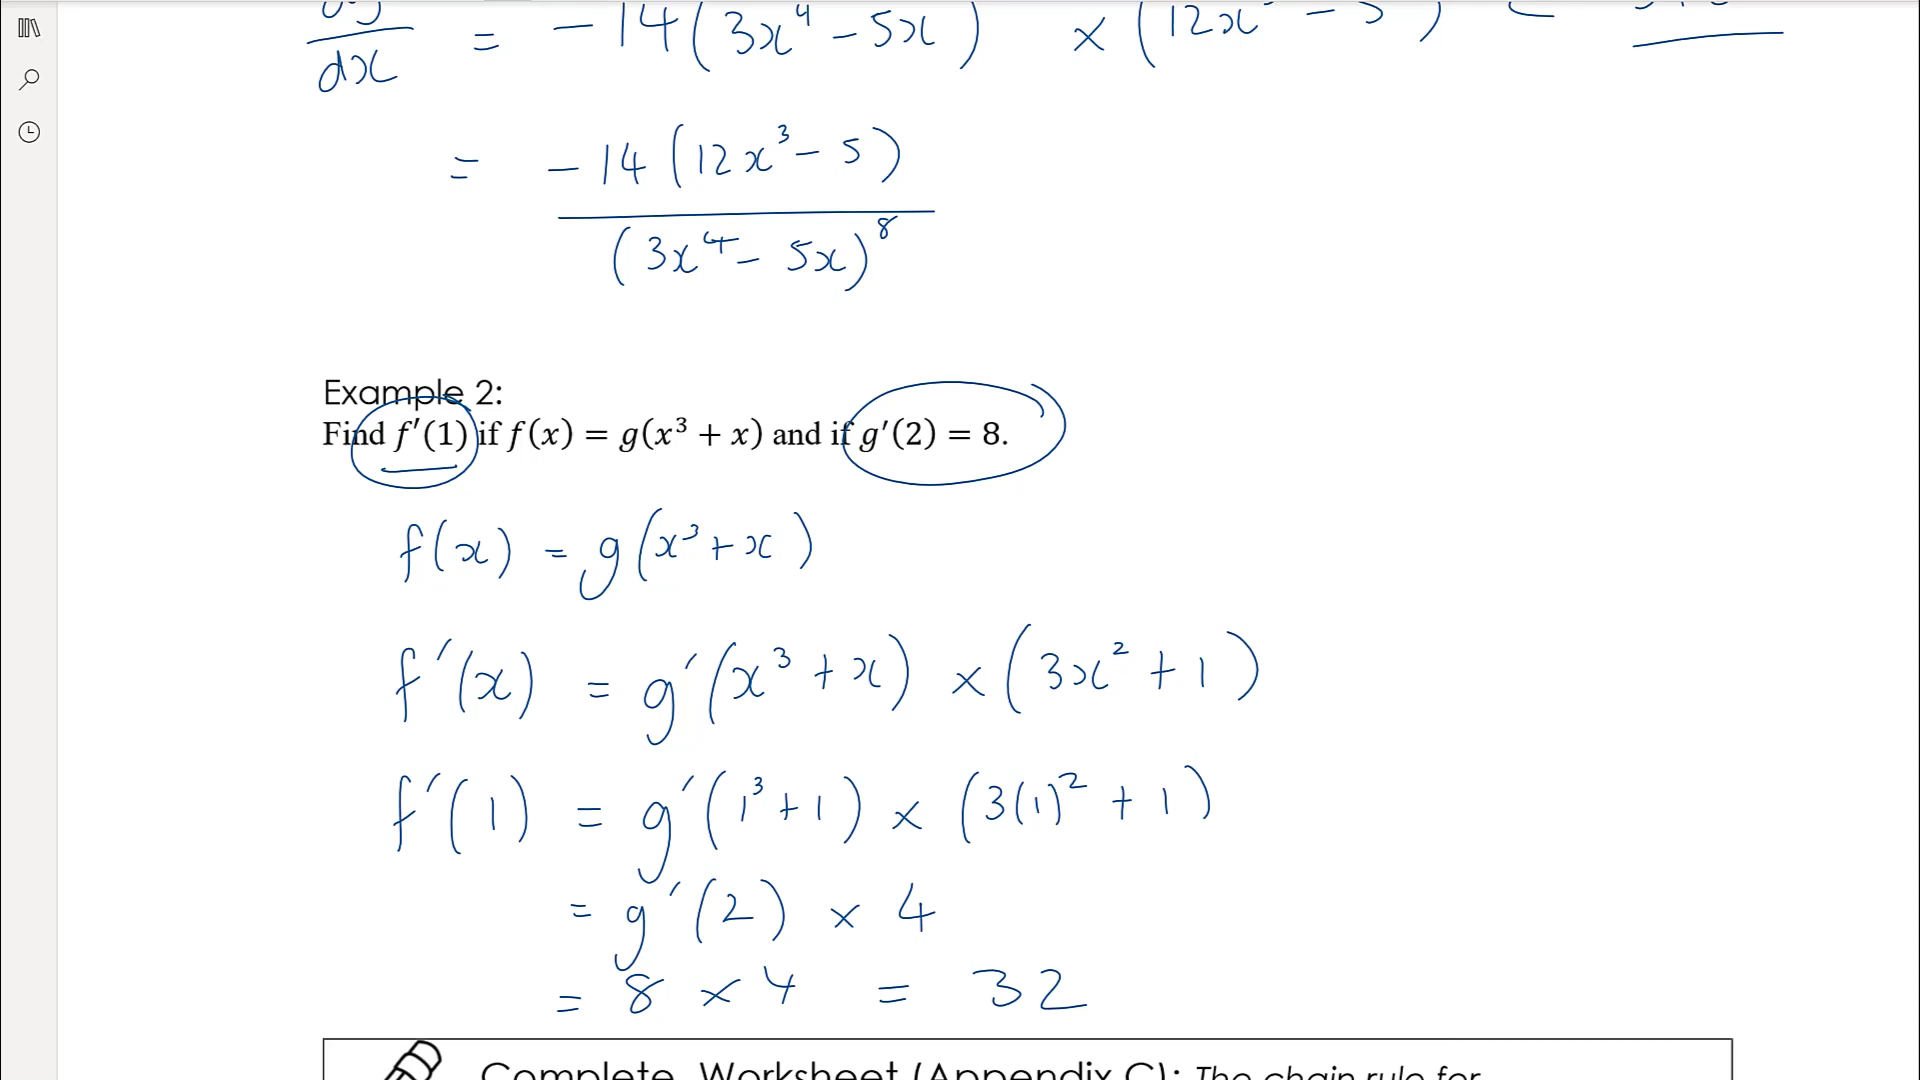 dx = -14(3x⁴ - 5x) × (12x - 5)
= -14(12x³ - 5)
(3x⁴ - 5x)⁸
Example 2:
Find f′(1) if f(x) = g(x³ + x) and if g′(2) = 8.
f(x) = g(x³ + x)
f′(x) = g′(x³ + x) × (3x² + 1)
f′(1) = g′(1³ + 1) × (3(1)² + 1)
= g′(2) × 4
= 8 × 4 = 32
Complete Worksheet (Appendix C): The chain rule for